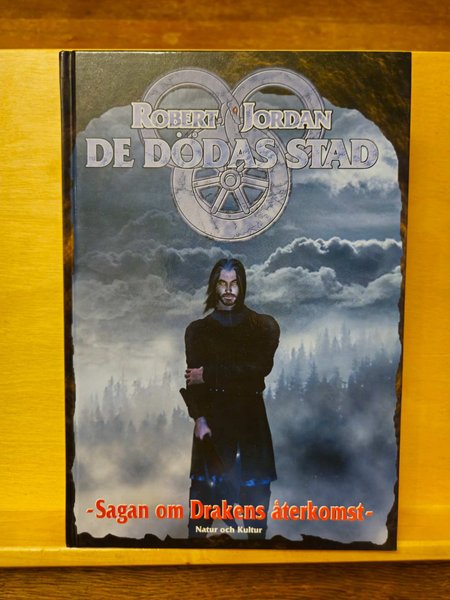 Robert Jordan
DE DÖDAS STAD
-Sagan om Drakens återkomst-
Natur och Kultur